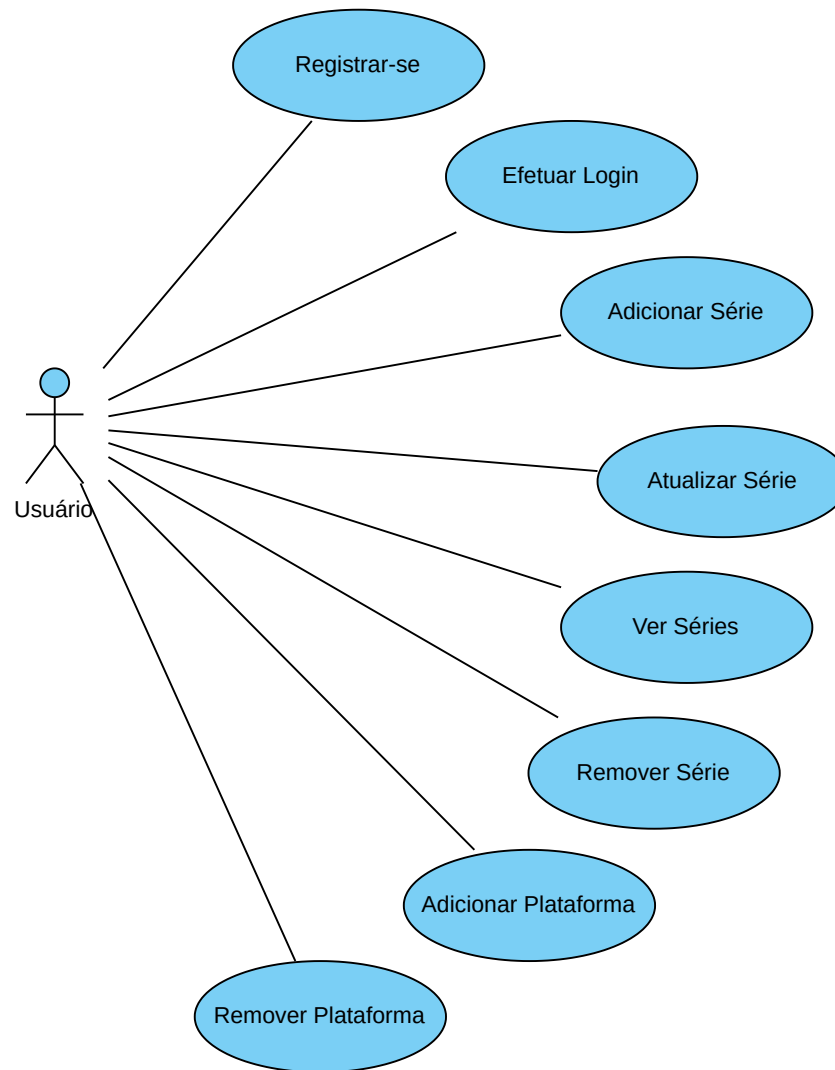 Registrar-se
Efetuar Login
Adicionar Série
Atualizar Série
Usuário
Ver Séries
Remover Série
Adicionar Plataforma
Remover Plataforma